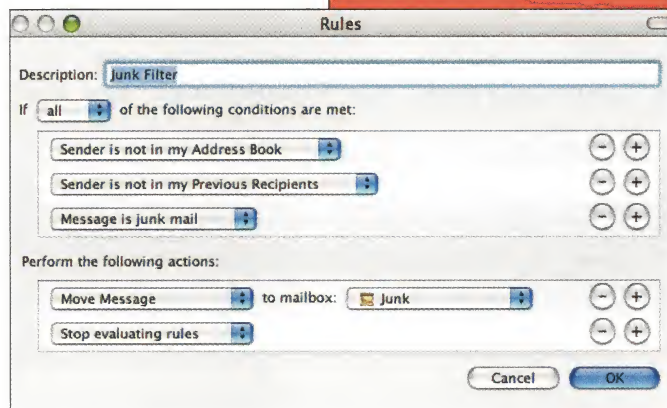 Rules
Description: Junk Filter
If all of the following conditions are met:
Sender is not in my Address Book
Sender is not in my Previous Recipients
Message is junk mail
Perform the following actions:
Move Message to mailbox: Junk
Stop evaluating rules
Cancel OK